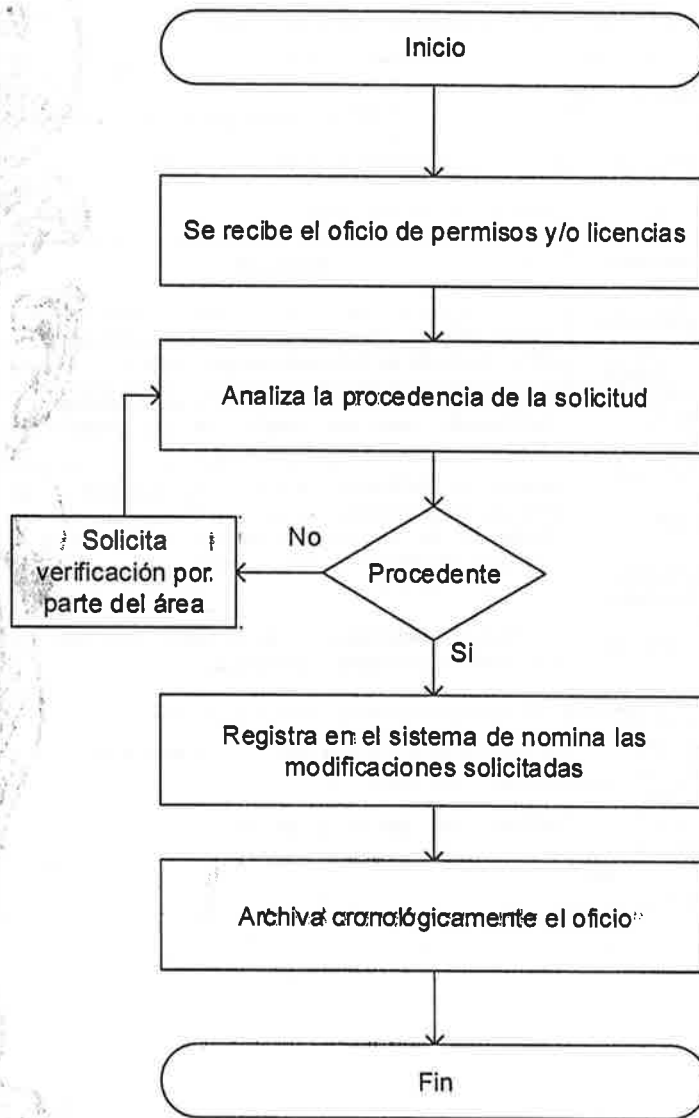 Inicio
Se recibe el oficio de permisos y/o licencias
Analiza la procedencia de la solicitud
No
Solicita
verificación por
parte del área
Procedente
Si
Registra en el sistema de nomina las
modificaciones solicitadas
Archiva cronológicamente el oficio
Fin